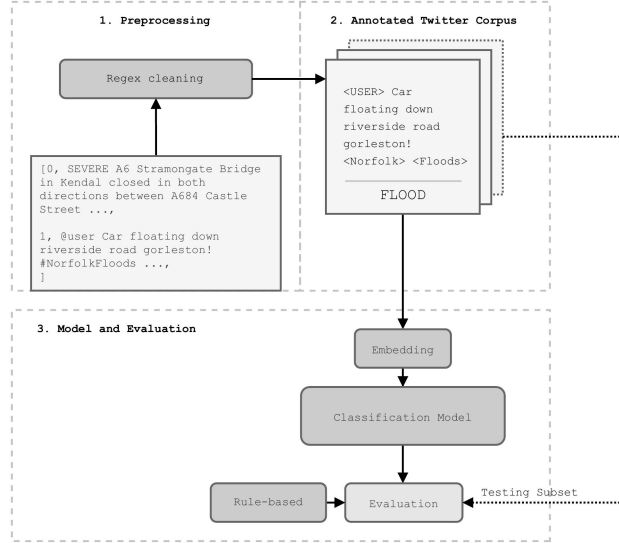 1. Preprocessing
Regex cleaning
[0, SEVERE A6 Stramongate Bridge
in Kendal closed in both
directions between A684 Castle
Street ...,
1, @user Car floating down
riverside road gorleston!
#NorfolkFloods ...,
]
2. Annotated Twitter Corpus
<USER> Car
floating down
riverside road
gorleston!
<Norfolk> <Floods>
FLOOD
3. Model and Evaluation
Embedding
Classification Model
Rule-based
Evaluation
Testing Subset